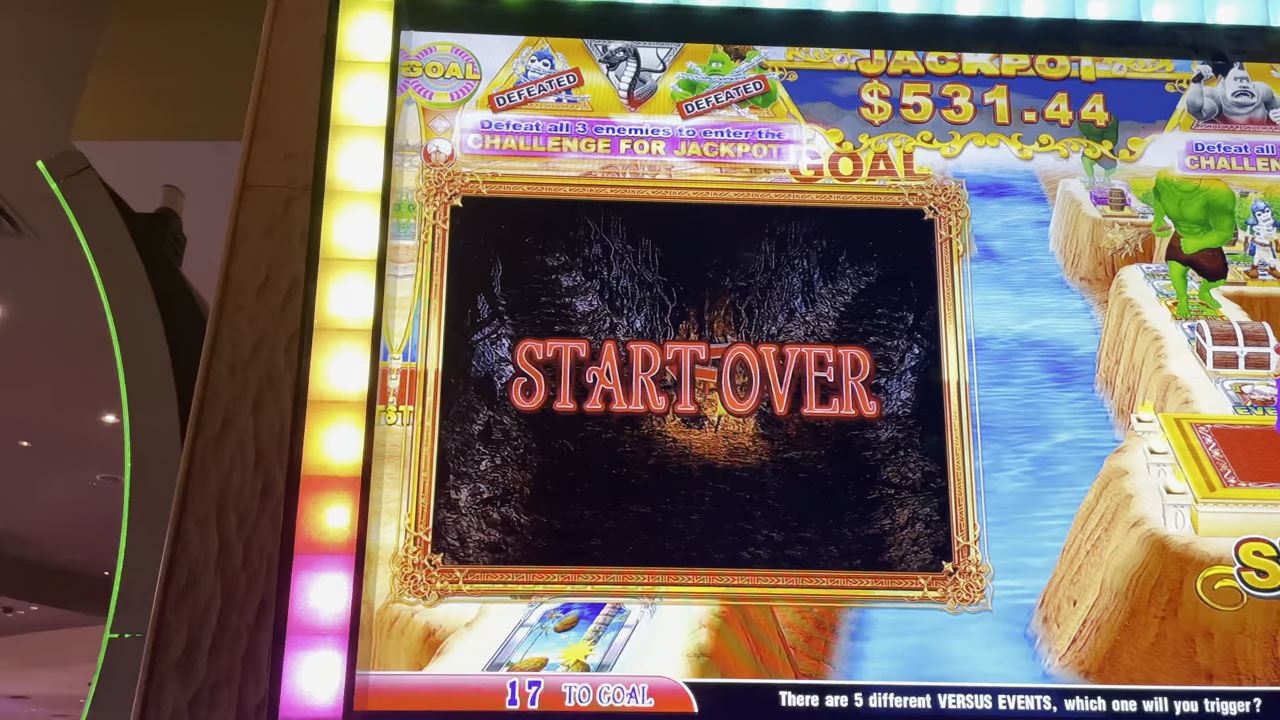 GOAL
DEFEATED
DEFEATED
JACKPOT
$531.44
Defeat all 3 enemies to enter the
CHALLENGE FOR JACKPOT
GOAL
Defeat all
CHALLEN
START OVER
17 TO GOAL
There are 5 different VERSUS EVENTS, which one will you trigger?